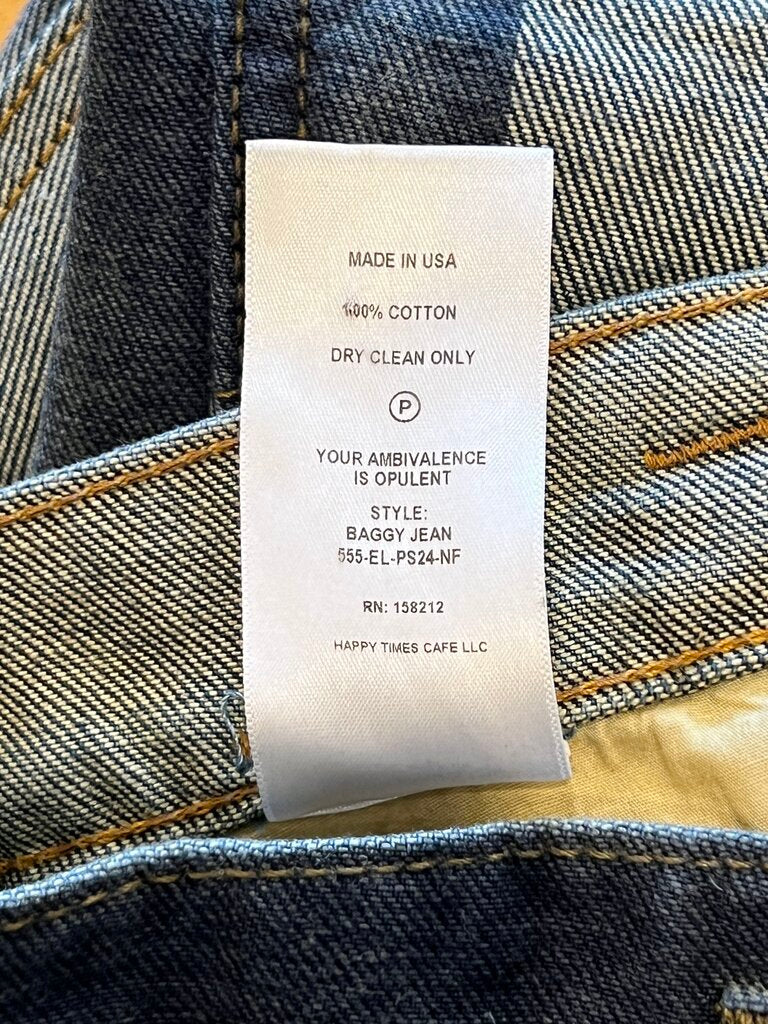 MADE IN USA
100% COTTON
DRY CLEAN ONLY
P
YOUR AMBIVALENCE
IS OPULENT
STYLE:
BAGGY JEAN
555-EL-PS24-NF
RN: 158212
HAPPY TIMES CAFE LLC